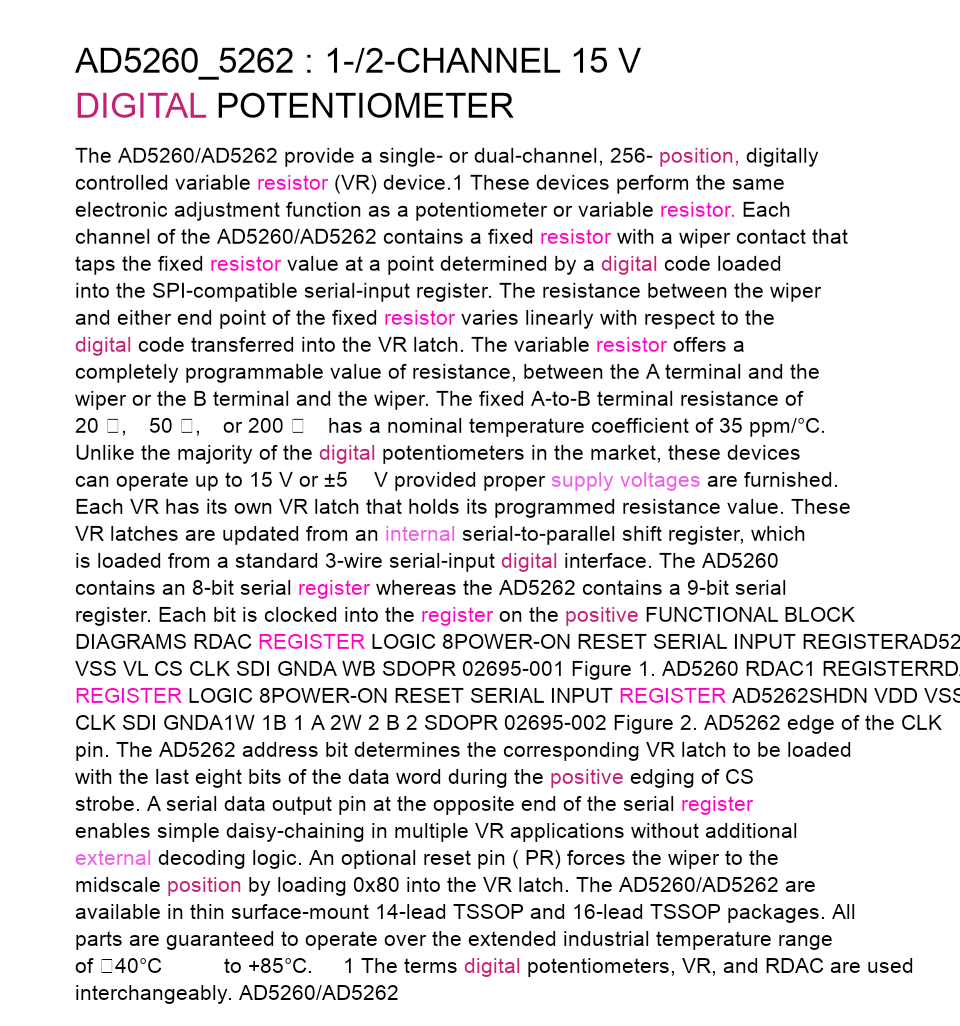 AD5260_5262 : 1-/2-CHANNEL 15 V
DIGITAL POTENTIOMETER
The AD5260/AD5262 provide a single- or dual-channel, 256- position, digitally
controlled variable resistor (VR) device.1 These devices perform the same
electronic adjustment function as a potentiometer or variable resistor. Each
channel of the AD5260/AD5262 contains a fixed resistor with a wiper contact that
taps the fixed resistor value at a point determined by a digital code loaded
into the SPI-compatible serial-input register. The resistance between the wiper
and either end point of the fixed resistor varies linearly with respect to the
digital code transferred into the VR latch. The variable resistor offers a
completely programmable value of resistance, between the A terminal and the
wiper or the B terminal and the wiper. The fixed A-to-B terminal resistance of
20 □, 50 □, or 200 □ has a nominal temperature coefficient of 35 ppm/°C.
Unlike the majority of the digital potentiometers in the market, these devices
can operate up to 15 V or ±5 V provided proper supply voltages are furnished.
Each VR has its own VR latch that holds its programmed resistance value. These
VR latches are updated from an internal serial-to-parallel shift register, which
is loaded from a standard 3-wire serial-input digital interface. The AD5260
contains an 8-bit serial register whereas the AD5262 contains a 9-bit serial
register. Each bit is clocked into the register on the positive FUNCTIONAL BLOCK
DIAGRAMS RDAC REGISTER LOGIC 8POWER-ON RESET SERIAL INPUT REGISTERAD52
VSS VL CS CLK SDI GNDA WB SDOPR 02695-001 Figure 1. AD5260 RDAC1 REGISTERRDA
REGISTER LOGIC 8POWER-ON RESET SERIAL INPUT REGISTER AD5262SHDN VDD VSS
CLK SDI GNDA1W 1B 1 A 2W 2 B 2 SDOPR 02695-002 Figure 2. AD5262 edge of the CLK
pin. The AD5262 address bit determines the corresponding VR latch to be loaded
with the last eight bits of the data word during the positive edging of CS
strobe. A serial data output pin at the opposite end of the serial register
enables simple daisy-chaining in multiple VR applications without additional
external decoding logic. An optional reset pin ( PR) forces the wiper to the
midscale position by loading 0x80 into the VR latch. The AD5260/AD5262 are
available in thin surface-mount 14-lead TSSOP and 16-lead TSSOP packages. All
parts are guaranteed to operate over the extended industrial temperature range
of □40°C to +85°C. 1 The terms digital potentiometers, VR, and RDAC are used
interchangeably. AD5260/AD5262